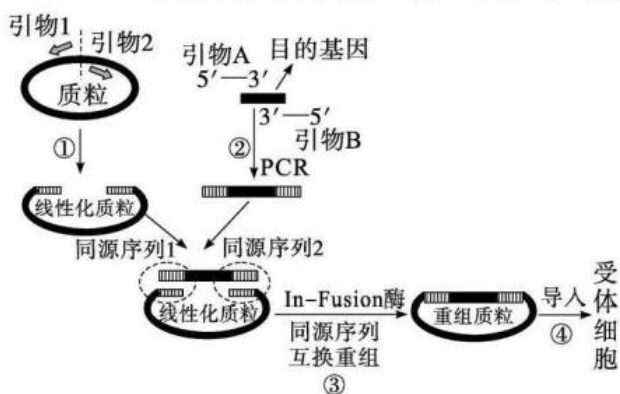 引物1
引物2
质粒
①
线性化质粒
引物A
5′—3′
目的基因
3′—5′
引物B
②
PCR
同源序列1
同源序列2
线性化质粒
In-Fusion酶
同源序列
互换重组
③
重组质粒
导入
④
受体细胞